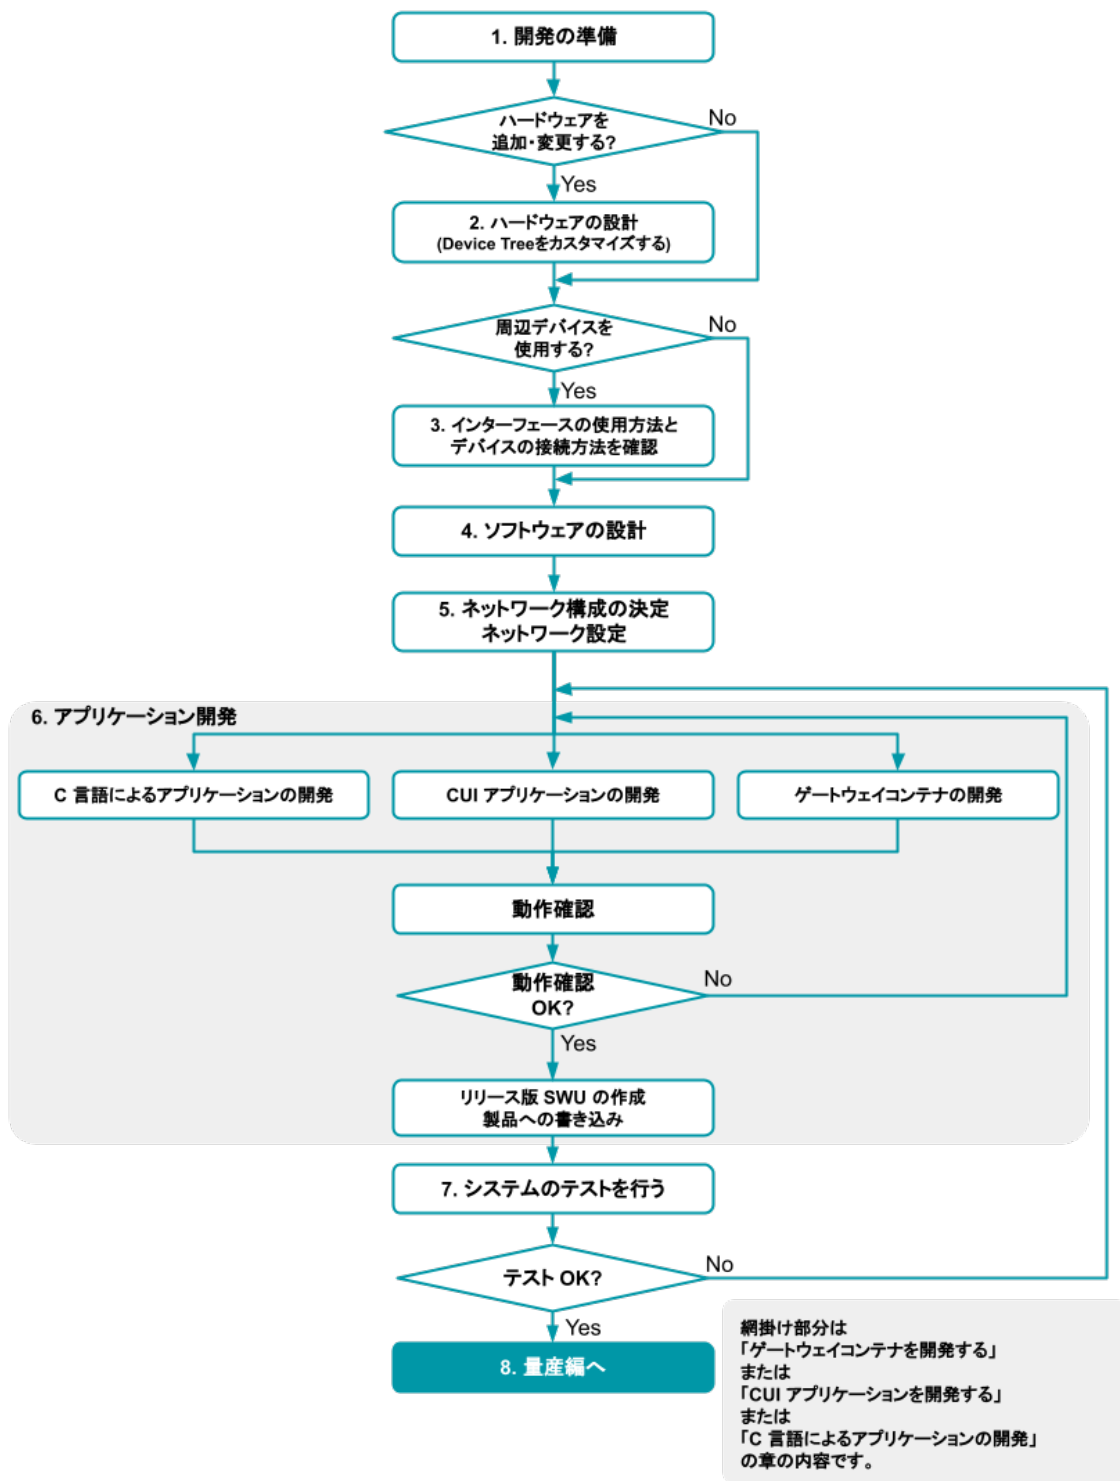 1. 開発の準備
ハードウェアを
追加・変更する?
No
Yes
2. ハードウェアの設計
(Device Treeをカスタマイズする)
周辺デバイスを
使用する?
No
Yes
3. インターフェースの使用方法と
デバイスの接続方法を確認
4. ソフトウェアの設計
5. ネットワーク構成の決定
ネットワーク設定
6. アプリケーション開発
C 言語によるアプリケーションの開発
CUI アプリケーションの開発
ゲートウェイコンテナの開発
動作確認
動作確認
OK?
No
Yes
リリース版 SWU の作成
製品への書き込み
7. システムのテストを行う
テスト OK?
No
Yes
8. 量産編へ
網掛け部分は
「ゲートウェイコンテナを開発する」
または
「CUI アプリケーションを開発する」
または
「C 言語によるアプリケーションの開発」
の章の内容です。